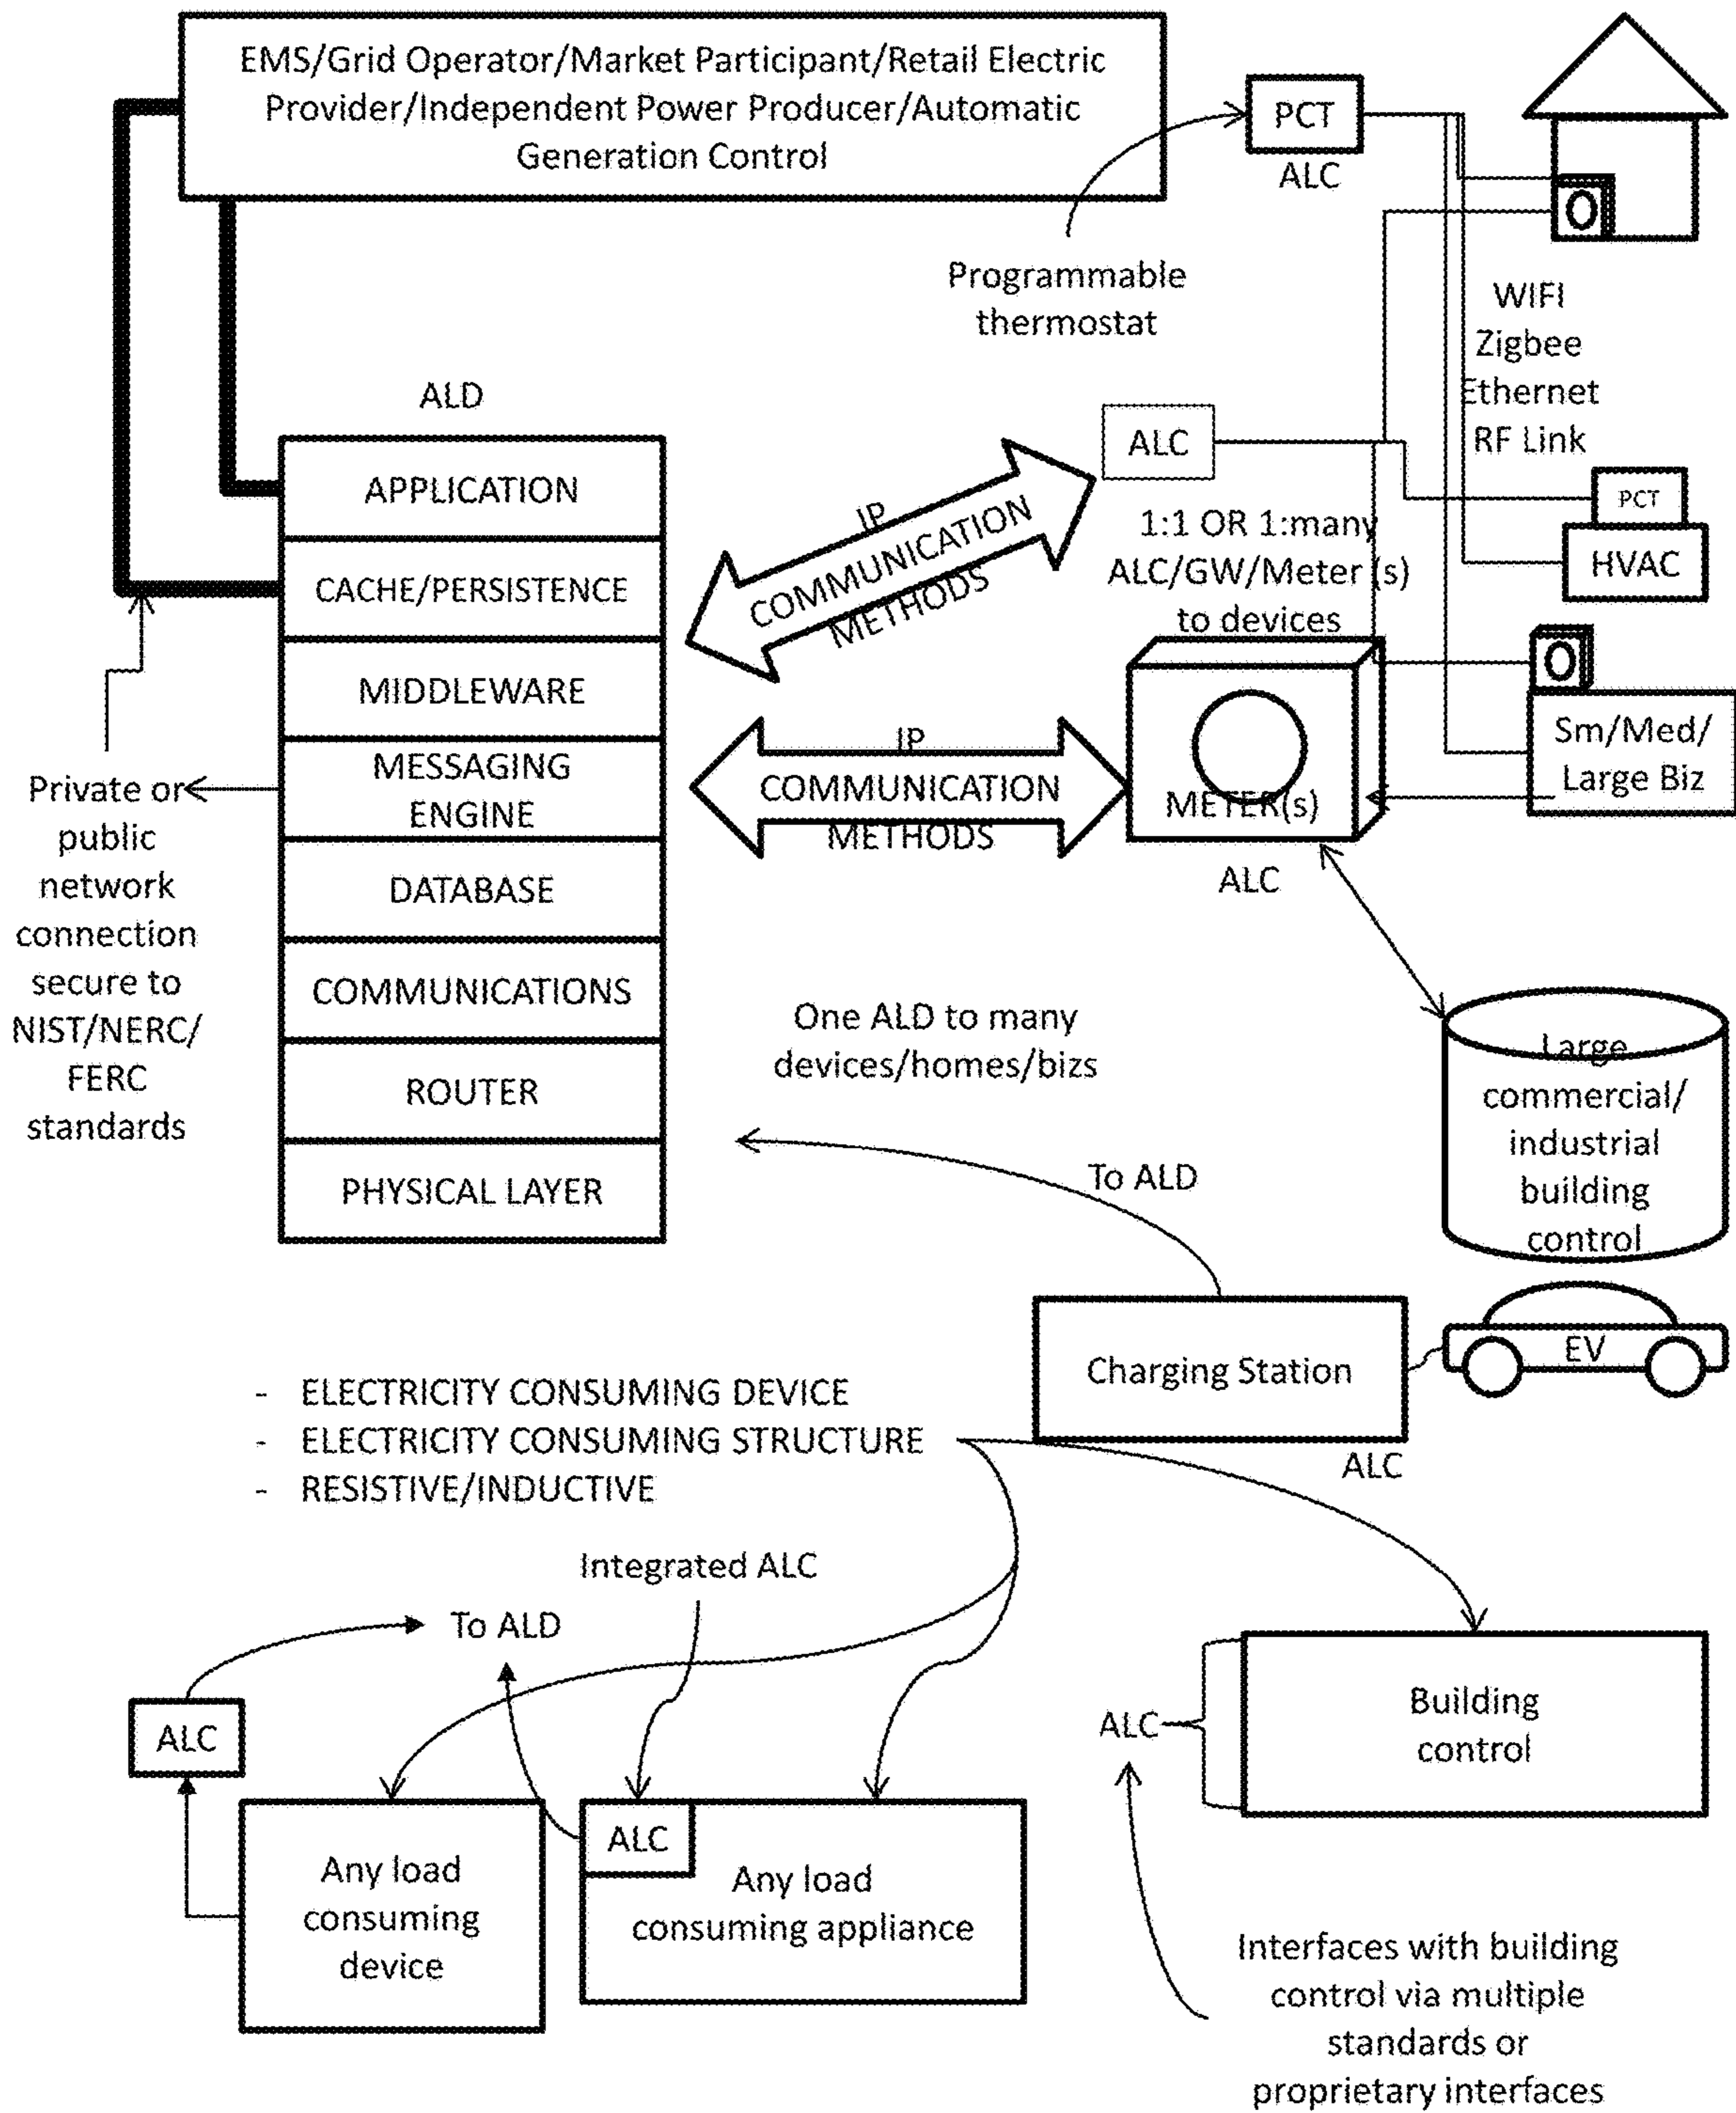 EMS/Grid Operator/Market Participant/Retail Electric
Provider/Independent Power Producer/Automatic
Generation Control
PCT
ALC
Programmable
thermostat
WIFI
Zigbee
Ethernet
RF Link
ALD
APPLICATION
CACHE/PERSISTENCE
MIDDLEWARE
MESSAGING
ENGINE
DATABASE
COMMUNICATIONS
ROUTER
PHYSICAL LAYER
Private or
public
network
connection
secure to
NIST/NERC/
FERC
standards
IP
COMMUNICATION
METHODS
ALC
1:1 OR 1:many
ALC/GW/Meter (s)
to devices
PCT
HVAC
IP
COMMUNICATION
METHODS
METER(s)
ALC
Sm/Med/
Large Biz
One ALD to many
devices/homes/bizs
Large
commercial/
industrial
building
control
To ALD
Charging Station
EV
ALC
- ELECTRICITY CONSUMING DEVICE
- ELECTRICITY CONSUMING STRUCTURE
- RESISTIVE/INDUCTIVE
Integrated ALC
To ALD
ALC
Any load
consuming
device
ALC
Any load
consuming appliance
ALC
Building
control
Interfaces with building
control via multiple
standards or
proprietary interfaces